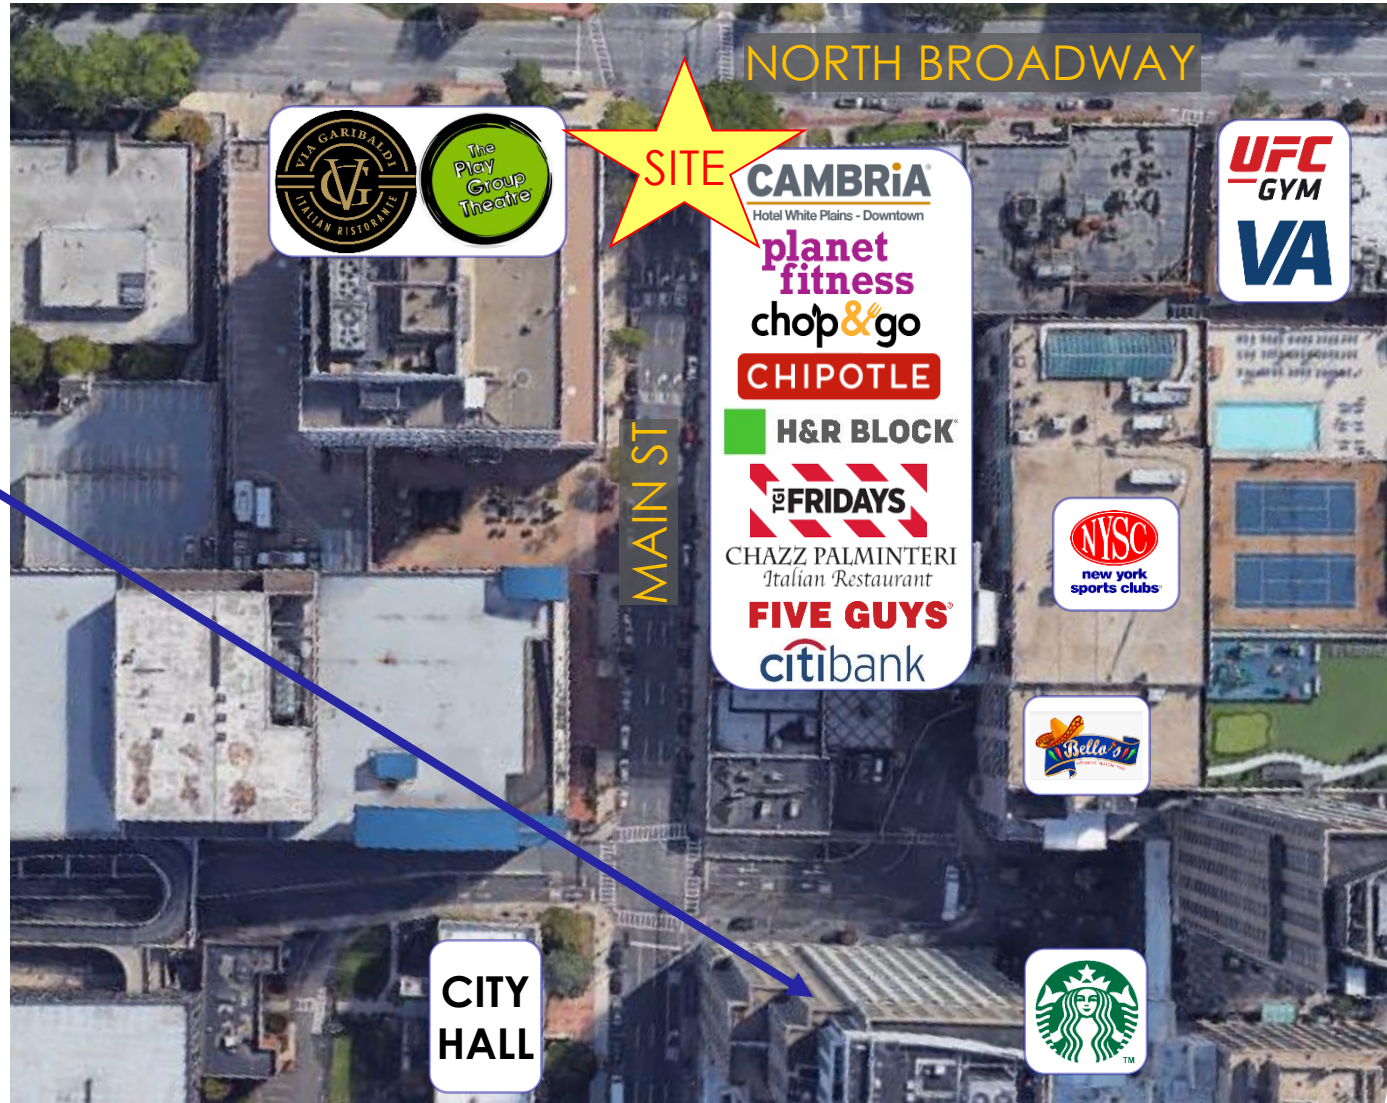 NORTH BROADWAY
VIA GARIBALDI
VG
ITALIAN RISTORANTE
The
Play
Group
Theatre
SITE
CAMBRiA
Hotel White Plains - Downtown
planet
fitness
chop&go
CHIPOTLE
H&R BLOCK
TGI FRIDAYS
CHAZZ PALMINTERI
Italian Restaurant
FIVE GUYS
citibank
UFC
GYM
VA
MAIN ST
NYSC
new york
sports clubs
Bello's
CITY
HALL
TM